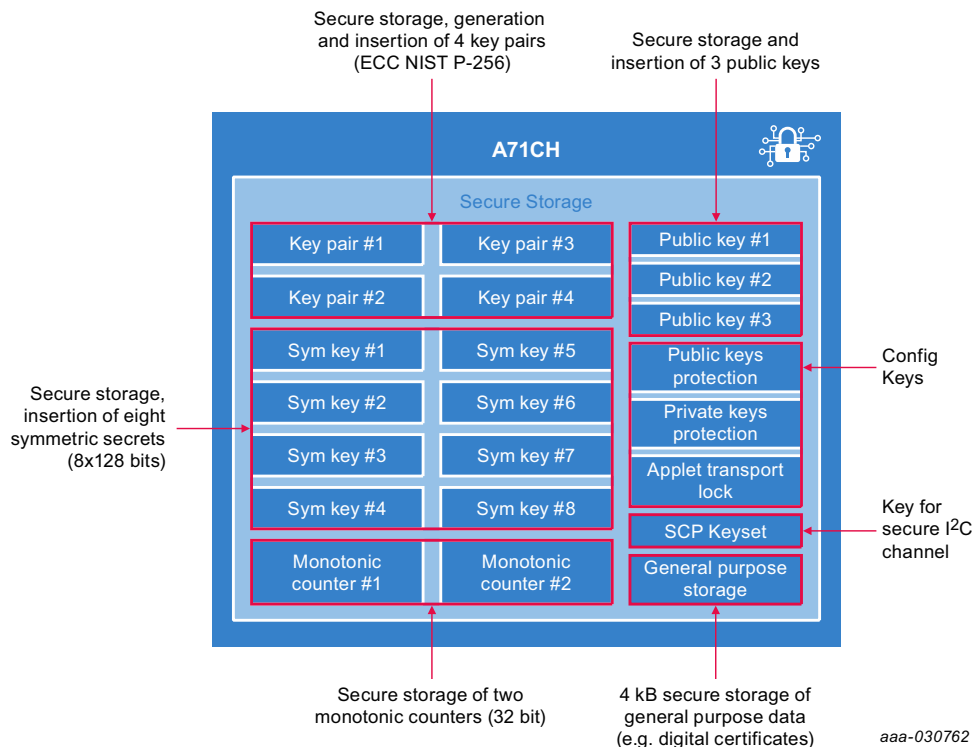 Secure storage, generation
and insertion of 4 key pairs
(ECC NIST P-256)
Secure storage and
insertion of 3 public keys
A71CH
Secure Storage
Key pair #1
Key pair #3
Key pair #2
Key pair #4
Public key #1
Public key #2
Public key #3
Sym key #1
Sym key #5
Sym key #2
Sym key #6
Sym key #3
Sym key #7
Sym key #4
Sym key #8
Secure storage,
insertion of eight
symmetric secrets
(8x128 bits)
Public keys
protection
Private keys
protection
Applet transport
lock
Config
Keys
SCP Keyset
Key for
secure I²C
channel
Monotonic
counter #1
Monotonic
counter #2
General purpose
storage
Secure storage of two
monotonic counters (32 bit)
4 kB secure storage of
general purpose data
(e.g. digital certificates)
aaa-030762